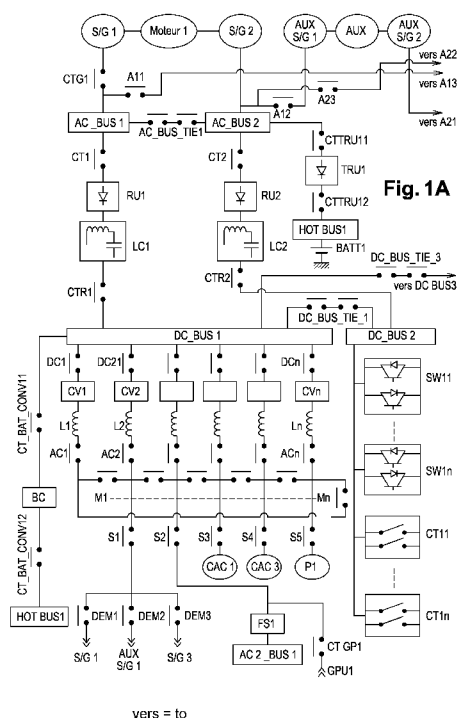 S/G 1 Moteur 1 S/G 2 AUX S/G 1 AUX AUX S/G 2
vers A22
CTG1 A11 A23 vers A13
A12
AC _BUS 1 AC_BUS_TIE1 AC_BUS 2 vers A21
CTTRU11
CT1 CT2
TRU1
RU1 RU2 Fig. 1A
CTTRU12
HOT BUS1
LC1 LC2 BATT1
DC_BUS_TIE_3
CTR1 CTR2 vers DC BUS3
DC_BUS_TIE_1
DC_BUS 1 DC_BUS 2
DC1 DC21 DCn
CV1 CV2 CVn SW11
CT_BAT_CONV11
L1 L2 Ln
AC1 AC2 ACn SW1n
M1 Mn
BC
S1 S2 S3 S4 S5 CT11
CAC 1 CAC 3 P1
CT_BAT_CONV12
HOT BUS1 DEM1 DEM2 DEM3 CT1n
FS1 CT GP1
S/G 1 AUX S/G 1 S/G 3 AC 2 _BUS 1
GPU1
vers = to